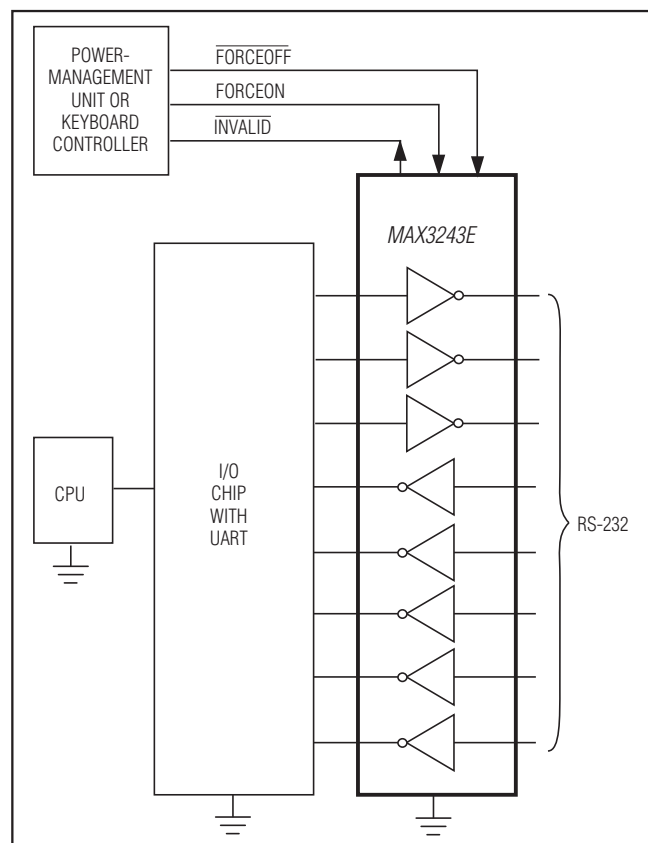 POWER-
MANAGEMENT
UNIT OR
KEYBOARD
CONTROLLER
FORCEOFF
FORCEON
INVALID
MAX3243E
CPU
I/O
CHIP
WITH
UART
RS-232